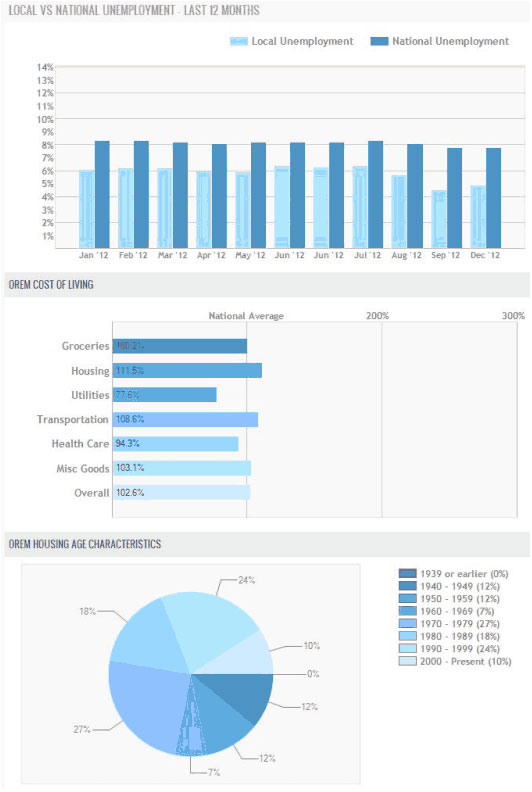 LOCAL VS NATIONAL UNEMPLOYMENT - LAST 12 MONTHS
Local Unemployment National Unemployment
14%
13%
12%
11%
10%
9%
8%
7%
6%
5%
4%
3%
2%
1%
Jan '12 Feb '12 Mar '12 Apr '12 May '12 Jun '12 Jun '12 Jul '12 Aug '12 Sep '12 Dec '12
OREM COST OF LIVING
National Average 200% 300%
Groceries 100.2%
Housing 111.5%
Utilities 77.6%
Transportation 108.6%
Health Care 94.3%
Misc Goods 103.1%
Overall 102.6%
OREM HOUSING AGE CHARACTERISTICS
1939 or earlier (0%)
1940 - 1949 (12%)
1950 - 1959 (12%)
1960 - 1969 (7%)
1970 - 1979 (27%)
1980 - 1989 (18%)
1990 - 1999 (24%)
2000 - Present (10%)
24%
18%
10%
0%
12%
27%
12%
7%